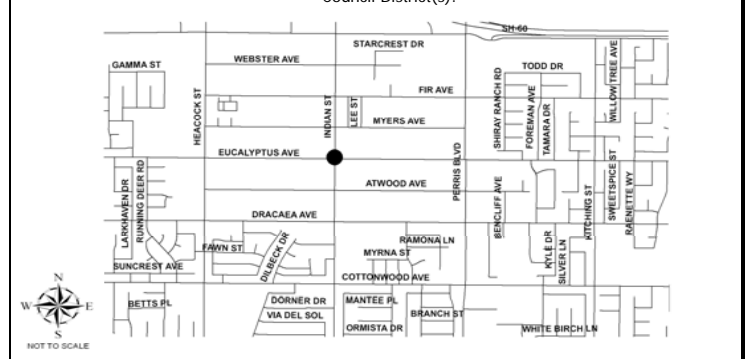 Council District(s):
SH-60
STARCREST DR
WEBSTER AVE
GAMMA ST
TODD DR
WILLOW TREE AVE
FIR AVE
SHIRAY RANCH RD
FOREMAN AVE
TAMARA DR
HEACOCK ST
INDIAN ST
LEE ST
MYERS AVE
EUCALYPTUS AVE
PERRIS BLVD
LARKHAVEN DR
RUNNING DEER RD
ATWOOD AVE
BENCLIFF AVE
KITCHING ST
SWEETSPICE ST
RAENETTE WY
DRACAEA AVE
FAWN ST
DILBECK DR
RAMONA LN
MYRNA ST
KYLE DR
SILVER LN
SUNCREST AVE
COTTONWOOD AVE
N
W
E
S
BETTS PL
DORNER DR
MANTEE PL
VIA DEL SOL
BRANCH ST
ORMISTA DR
WHITE BIRCH LN
NOT TO SCALE